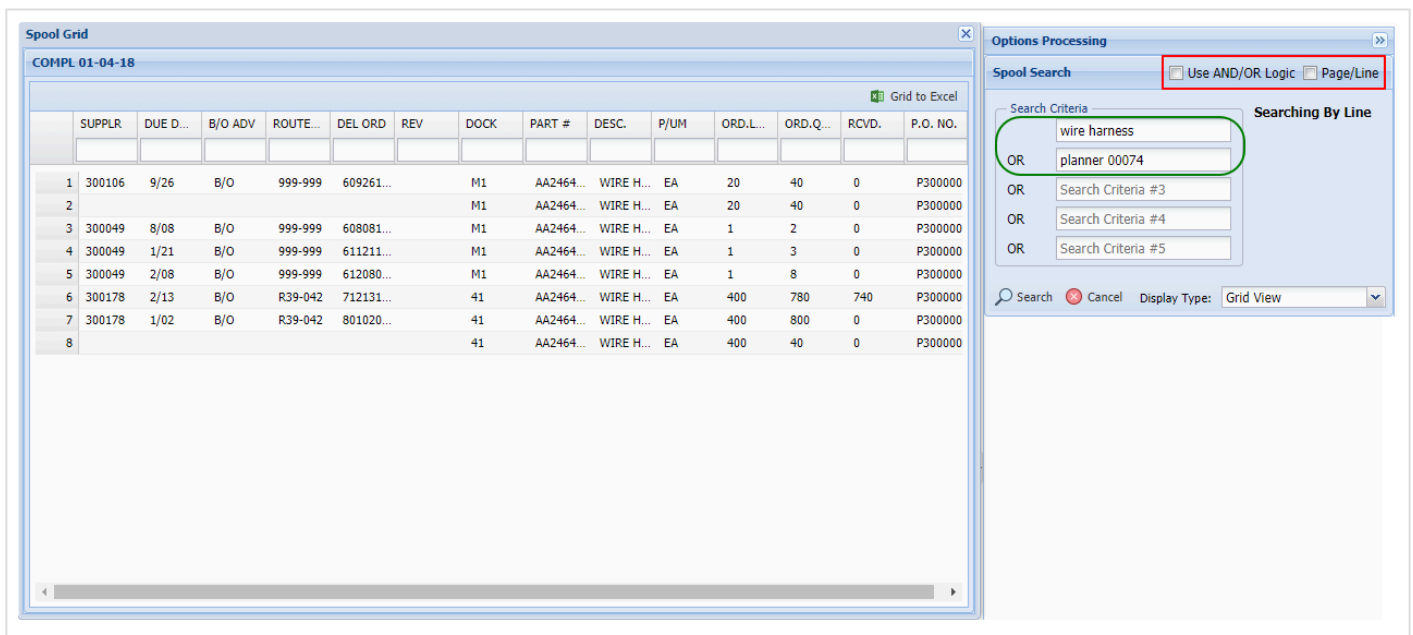 Spool Grid
COMPL 01-04-18
Grid to Excel
SUPPLR DUE D... B/O ADV ROUTE... DEL ORD REV DOCK PART # DESC. P/UM ORD.L... ORD.Q... RCVD. P.O. NO.
1 300106 9/26 B/O 999-999 609261... M1 AA2464... WIRE H... EA 20 40 0 P300000
2 M1 AA2464... WIRE H... EA 20 40 0 P300000
3 300049 8/08 B/O 999-999 608081... M1 AA2464... WIRE H... EA 1 2 0 P300000
4 300049 1/21 B/O 999-999 611211... M1 AA2464... WIRE H... EA 1 3 0 P300000
5 300049 2/08 B/O 999-999 612080... M1 AA2464... WIRE H... EA 1 8 0 P300000
6 300178 2/13 B/O R39-042 712131... 41 AA2464... WIRE H... EA 400 780 740 P300000
7 300178 1/02 B/O R39-042 801020... 41 AA2464... WIRE H... EA 400 800 0 P300000
8 41 AA2464... WIRE H... EA 400 40 0 P300000
Options Processing
Spool Search Use AND/OR Logic Page/Line
Search Criteria
Searching By Line
wire harness
OR planner 00074
OR Search Criteria #3
OR Search Criteria #4
OR Search Criteria #5
Search Cancel Display Type: Grid View